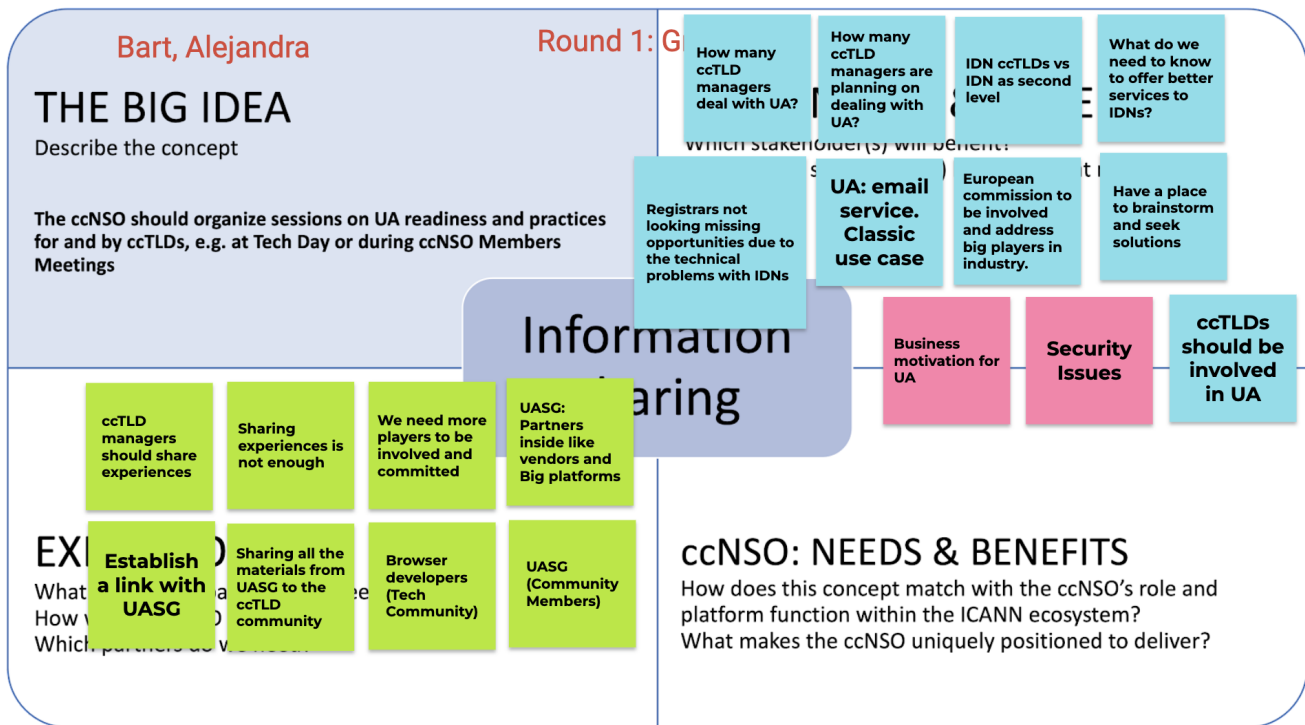 Bart, Alejandra
Round 1: G
THE BIG IDEA
Describe the concept
The ccNSO should organize sessions on UA readiness and practices
for and by ccTLDs, e.g. at Tech Day or during ccNSO Members
Meetings
How many
ccTLD
managers
deal with UA?
How many
ccTLD
managers are
planning on
dealing with
UA?
IDN ccTLDs vs
IDN as second
level
What do we
need to know
to offer better
services to
IDNs?
&
Which stakeholder(s) will benefit?
Registrars not
looking missing
opportunities due to
the technical
problems with IDNs
UA: email
service.
Classic
use case
European
commission to
be involved
and address
big players in
industry.
Have a place
to brainstorm
and seek
solutions
Business
motivation for
UA
Security
Issues
ccTLDs
should be
involved
in UA
Information
aring
ccTLD
managers
should share
experiences
Sharing
experiences is
not enough
We need more
players to be
involved and
committed
UASG:
Partners
inside like
vendors and
Big platforms
Establish
a link with
UASG
Sharing all the
materials from
UASG to the
ccTLD
community
Browser
developers
(Tech
Community)
UASG
(Community
Members)
EX
What
How
Which partners do we need?
ccNSO: NEEDS & BENEFITS
How does this concept match with the ccNSO's role and
platform function within the ICANN ecosystem?
What makes the ccNSO uniquely positioned to deliver?